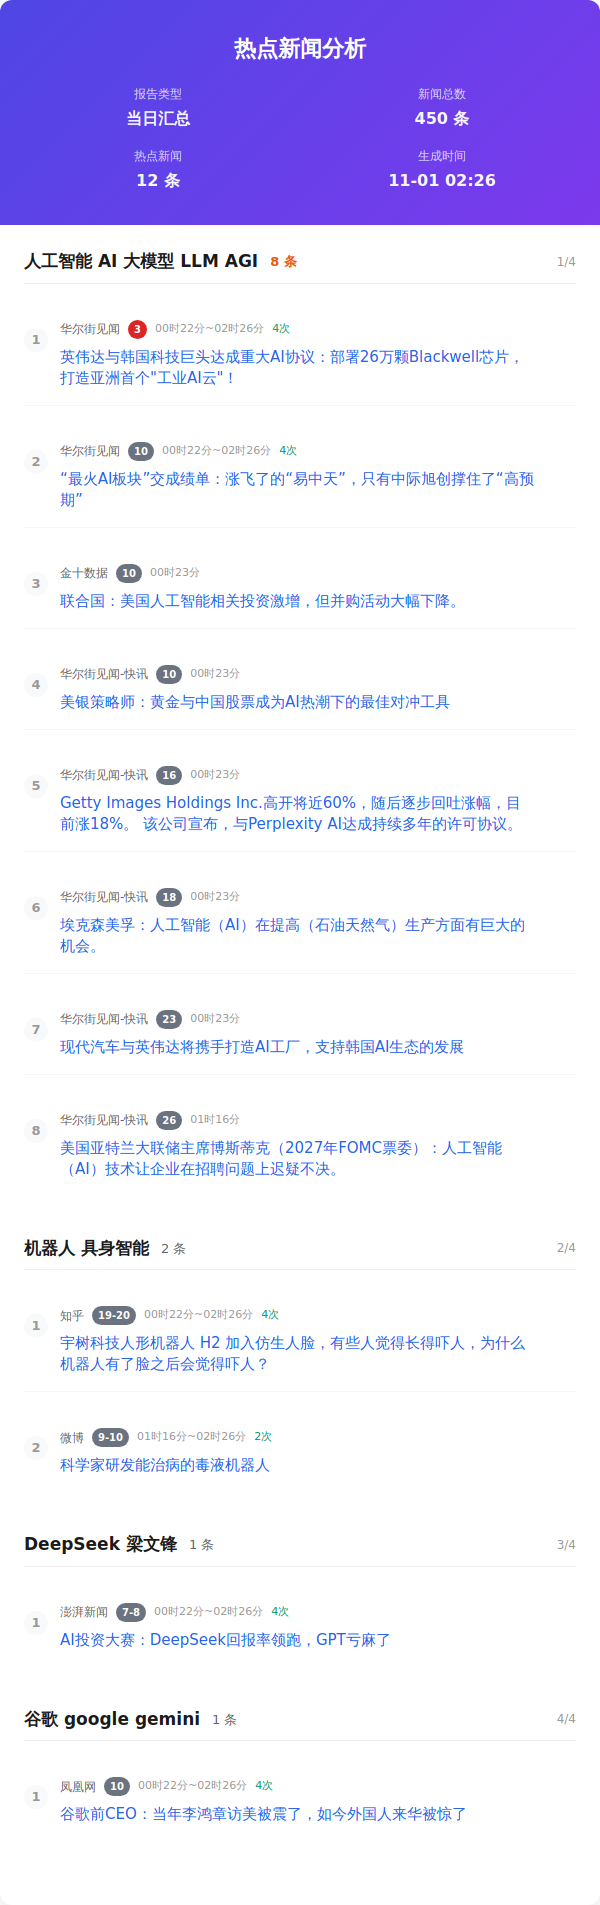 热点新闻分析
报告类型
新闻总数
当日汇总
450 条
热点新闻
生成时间
12 条
11-01 02:26
人工智能 AI 大模型 LLM AGI 8 条 1/4
1
华尔街见闻 3 00时22分~02时26分 4次
英伟达与韩国科技巨头达成重大AI协议：部署26万颗Blackwell芯片，
打造亚洲首个"工业AI云"！
2
华尔街见闻 10 00时22分~02时26分 4次
“最火AI板块”交成绩单：涨飞了的“易中天”，只有中际旭创撑住了“高预
期”
3
金十数据 10 00时23分
联合国：美国人工智能相关投资激增，但并购活动大幅下降。
4
华尔街见闻-快讯 10 00时23分
美银策略师：黄金与中国股票成为AI热潮下的最佳对冲工具
5
华尔街见闻-快讯 16 00时23分
Getty Images Holdings Inc.高开将近60%，随后逐步回吐涨幅，目
前涨18%。 该公司宣布，与Perplexity AI达成持续多年的许可协议。
6
华尔街见闻-快讯 18 00时23分
埃克森美孚：人工智能（AI）在提高（石油天然气）生产方面有巨大的
机会。
7
华尔街见闻-快讯 23 00时23分
现代汽车与英伟达将携手打造AI工厂，支持韩国AI生态的发展
8
华尔街见闻-快讯 26 01时16分
美国亚特兰大联储主席博斯蒂克（2027年FOMC票委）：人工智能
（AI）技术让企业在招聘问题上迟疑不决。
机器人 具身智能 2 条 2/4
1
知乎 19-20 00时22分~02时26分 4次
宇树科技人形机器人 H2 加入仿生人脸，有些人觉得长得吓人，为什么
机器人有了脸之后会觉得吓人？
2
微博 9-10 01时16分~02时26分 2次
科学家研发能治病的毒液机器人
DeepSeek 梁文锋 1 条 3/4
1
澎湃新闻 7-8 00时22分~02时26分 4次
AI投资大赛：DeepSeek回报率领跑，GPT亏麻了
谷歌 google gemini 1 条 4/4
1
凤凰网 10 00时22分~02时26分 4次
谷歌前CEO：当年李鸿章访美被震了，如今外国人来华被惊了